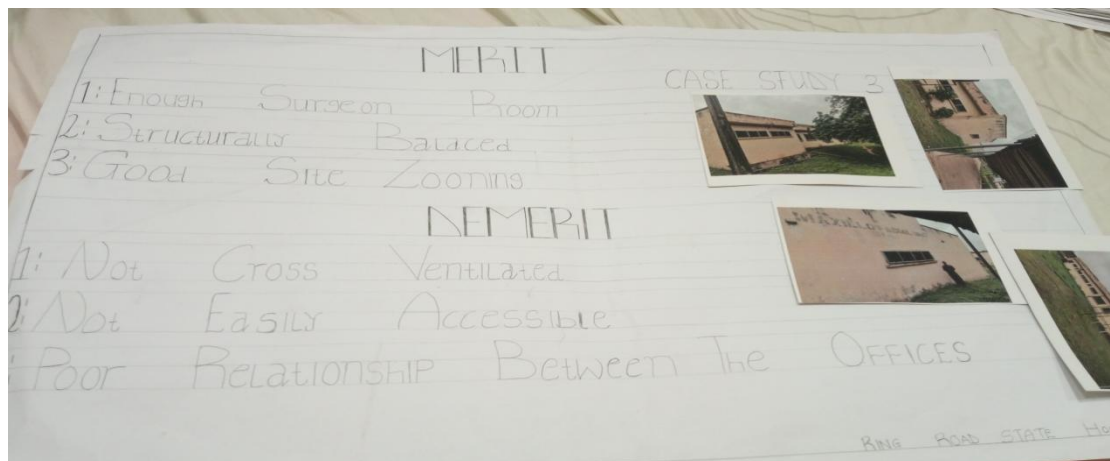 MERIT
CASE STUDY 3
1: Enough Surgeon Room
2: Structurally Balaced
3: Good Site Zooning
DEMERIT
1: Not Cross Ventilated
2: Not Easily Accessible
: Poor Relationship Between The OFFICES
RING ROAD STATE Ho